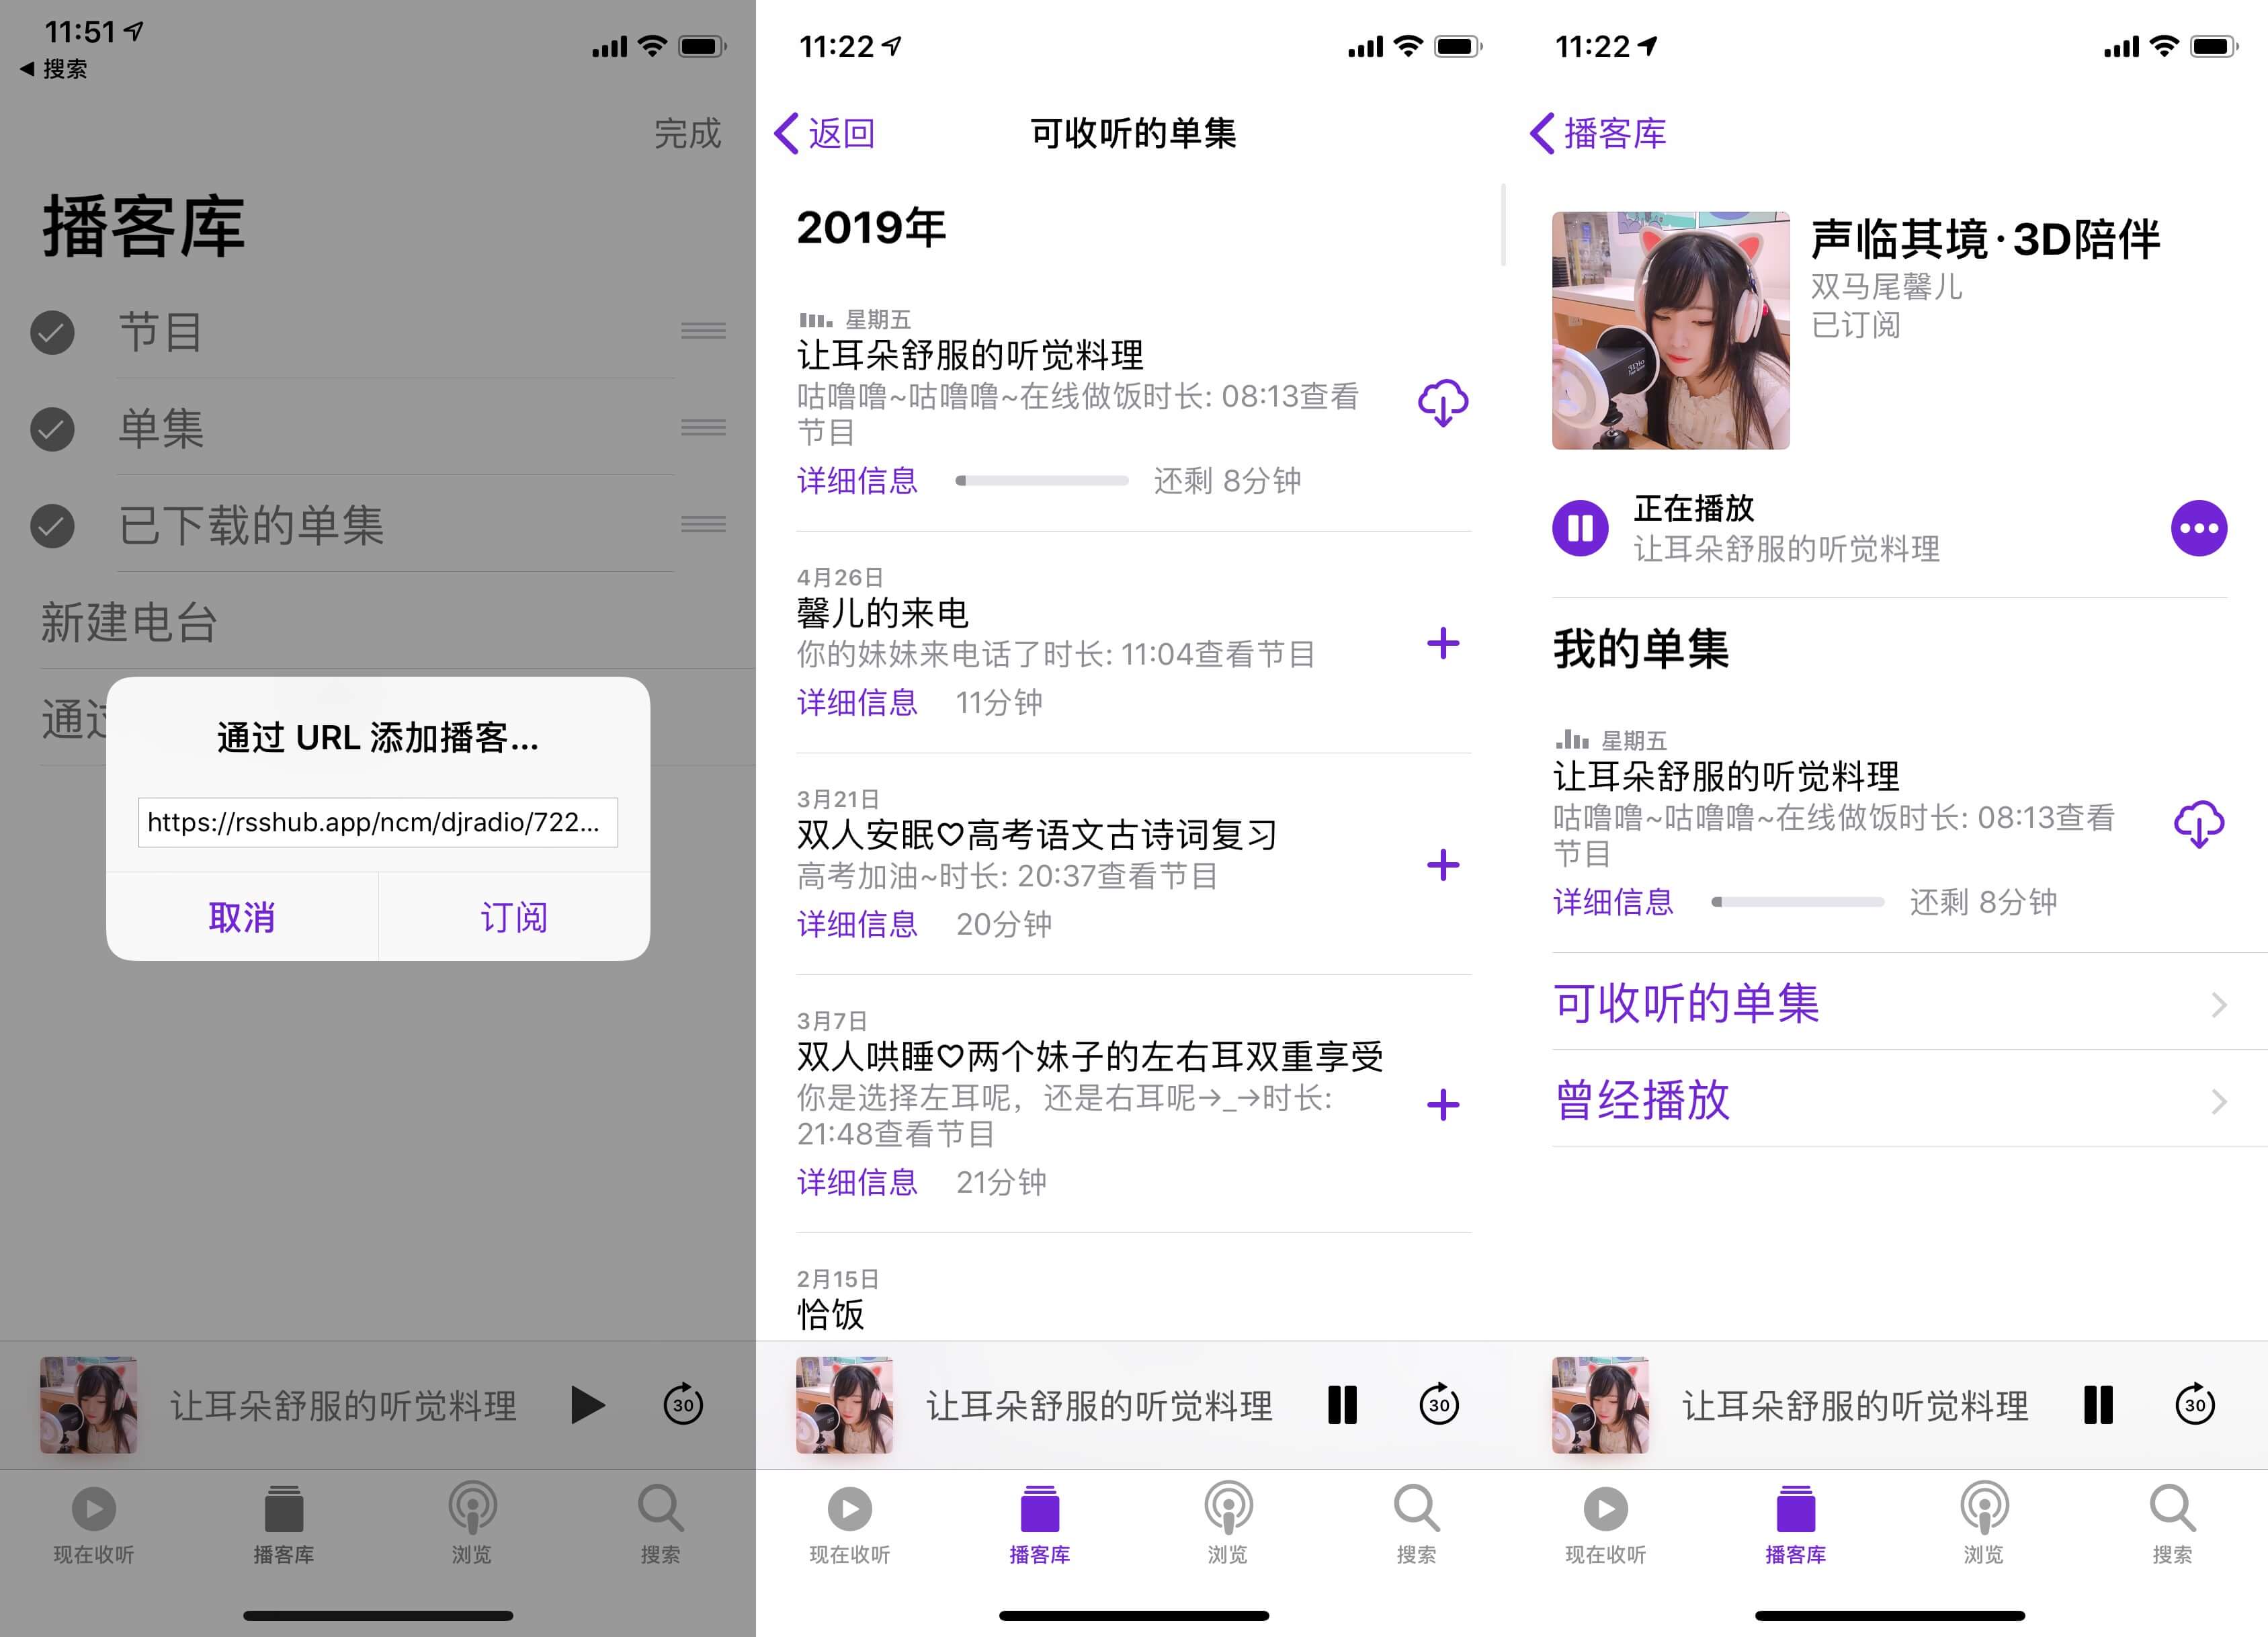 11:51
搜索
完成
播客库
节目
单集
已下载的单集
新建电台
通过
通过 URL 添加播客...
https://rsshub.app/ncm/djradio/722...
取消
订阅
让耳朵舒服的听觉料理
30
现在收听
播客库
浏览
搜索
11:22
返回
可收听的单集
2019年
星期五
让耳朵舒服的听觉料理
咕噜噜~咕噜噜~在线做饭时长: 08:13查看
节目
详细信息
还剩 8分钟
4月26日
馨儿的来电
你的妹妹来电话了时长: 11:04查看节目
详细信息
11分钟
3月21日
双人安眠♡高考语文古诗词复习
高考加油~时长: 20:37查看节目
详细信息
20分钟
3月7日
双人哄睡♡两个妹子的左右耳双重享受
你是选择左耳呢，还是右耳呢→_→时长:
21:48查看节目
详细信息
21分钟
2月15日
恰饭
让耳朵舒服的听觉料理
30
现在收听
播客库
浏览
搜索
11:22
播客库
声临其境·3D陪伴
双马尾馨儿
已订阅
正在播放
让耳朵舒服的听觉料理
我的单集
星期五
让耳朵舒服的听觉料理
咕噜噜~咕噜噜~在线做饭时长: 08:13查看
节目
详细信息
还剩 8分钟
可收听的单集
曾经播放
让耳朵舒服的听觉料理
30
现在收听
播客库
浏览
搜索